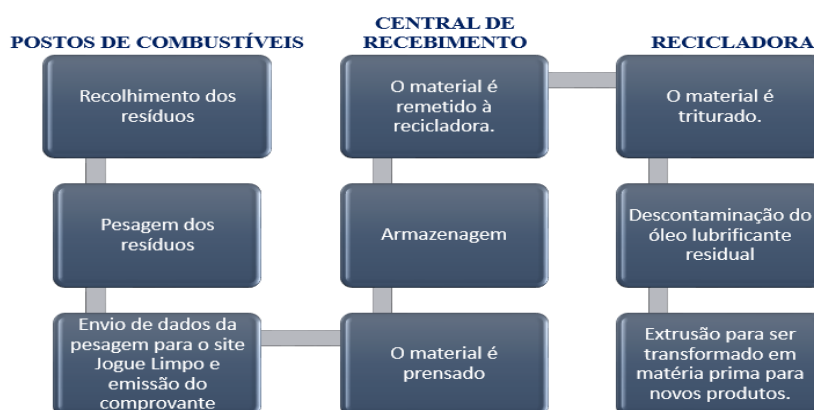 POSTOS DE COMBUSTÍVEIS
Recolhimento dos
resíduos
Pesagem dos
resíduos
Envio de dados da
pesagem para o site
Jogue Limpo e
emissão do
comprovante
CENTRAL DE
RECEBIMENTO
O material é
remetido à
recicladora.
Armazenagem
O material é
prensado
RECICLADORA
O material é
triturado.
Descontaminação do
óleo lubrificante
residual
Extrusão para ser
transformado em
matéria prima para
novos produtos.